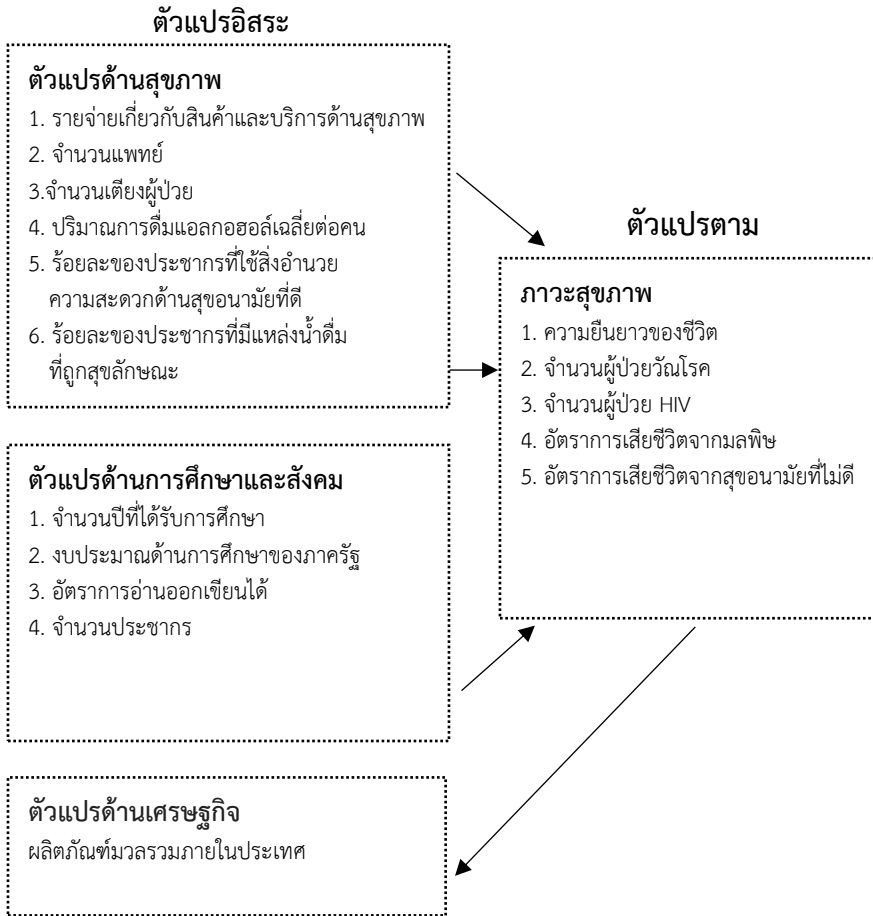 ตัวแปรอิสระ
ตัวแปรด้านสุขภาพ
1. รายจ่ายเกี่ยวกับสินค้าและบริการด้านสุขภาพ
2. จำนวนแพทย์
3.จำนวนเตียงผู้ป่วย
4. ปริมาณการดื่มแอลกอฮอล์เฉลี่ยต่อคน
5. ร้อยละของประชากรที่ใช้สิ่งอำนวย
ความสะดวกด้านสุขอนามัยที่ดี
6. ร้อยละของประชากรที่มีแหล่งน้ำดื่ม
ที่ถูกสุขลักษณะ
ตัวแปรด้านการศึกษาและสังคม
1. จำนวนปีที่ได้รับการศึกษา
2. งบประมาณด้านการศึกษาของภาครัฐ
3. อัตราการอ่านออกเขียนได้
4. จำนวนประชากร
ตัวแปรด้านเศรษฐกิจ
ผลิตภัณฑ์มวลรวมภายในประเทศ
ตัวแปรตาม
ภาวะสุขภาพ
1. ความยืนยาวของชีวิต
2. จำนวนผู้ป่วยวัณโรค
3. จำนวนผู้ป่วย HIV
4. อัตราการเสียชีวิตจากมลพิษ
5. อัตราการเสียชีวิตจากสุขอนามัยที่ไม่ดี